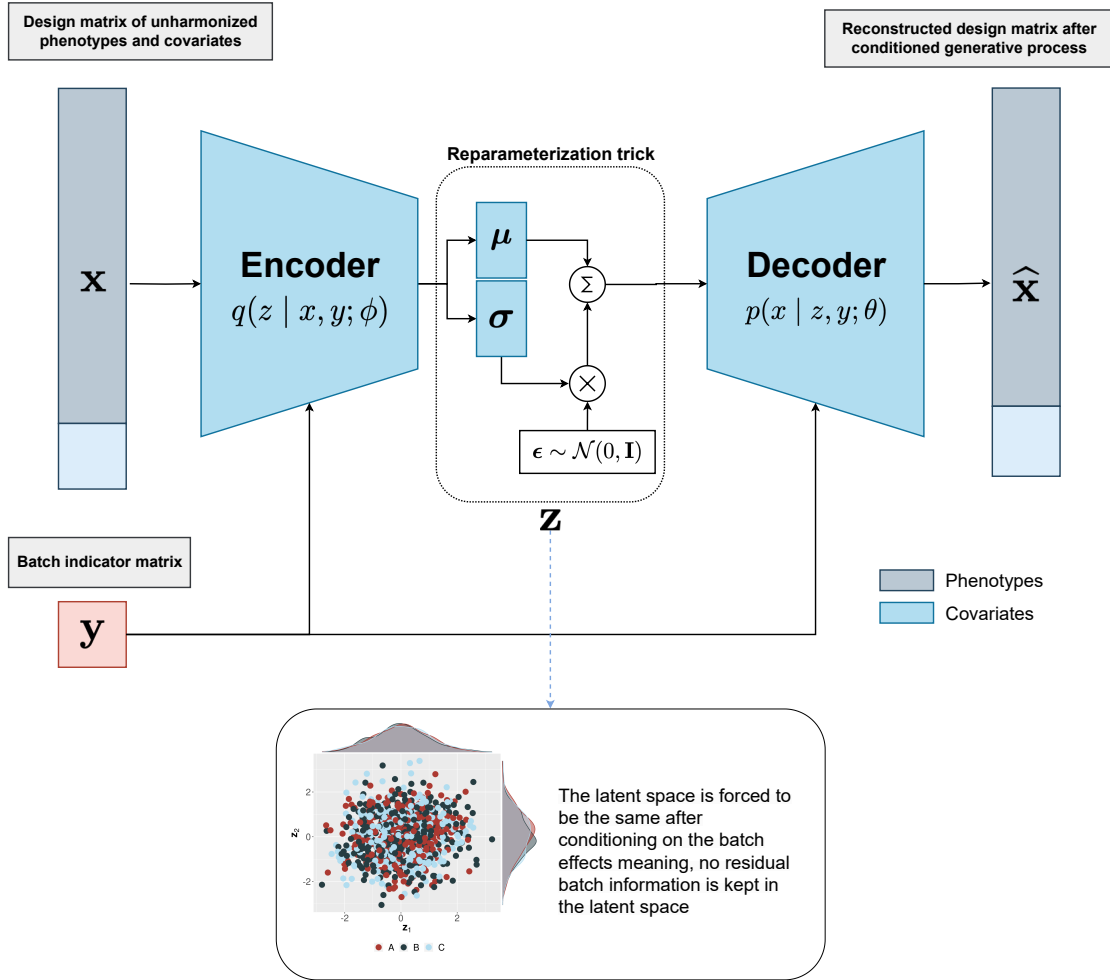 Design matrix of unharmonized
phenotypes and covariates
Reconstructed design matrix after
conditioned generative process
Reparameterization trick
x
Encoder
q(z | x, y; ϕ)
μ
σ
Σ
×
ϵ ∼ 𝒩(0, I)
z
Decoder
p(x | z, y; θ)
x̂
Batch indicator matrix
y
Phenotypes
Covariates
2
0
-2
z₂
-2
0
2
z₁
A B C
The latent space is forced to
be the same after
conditioning on the batch
effects meaning, no residual
batch information is kept in
the latent space